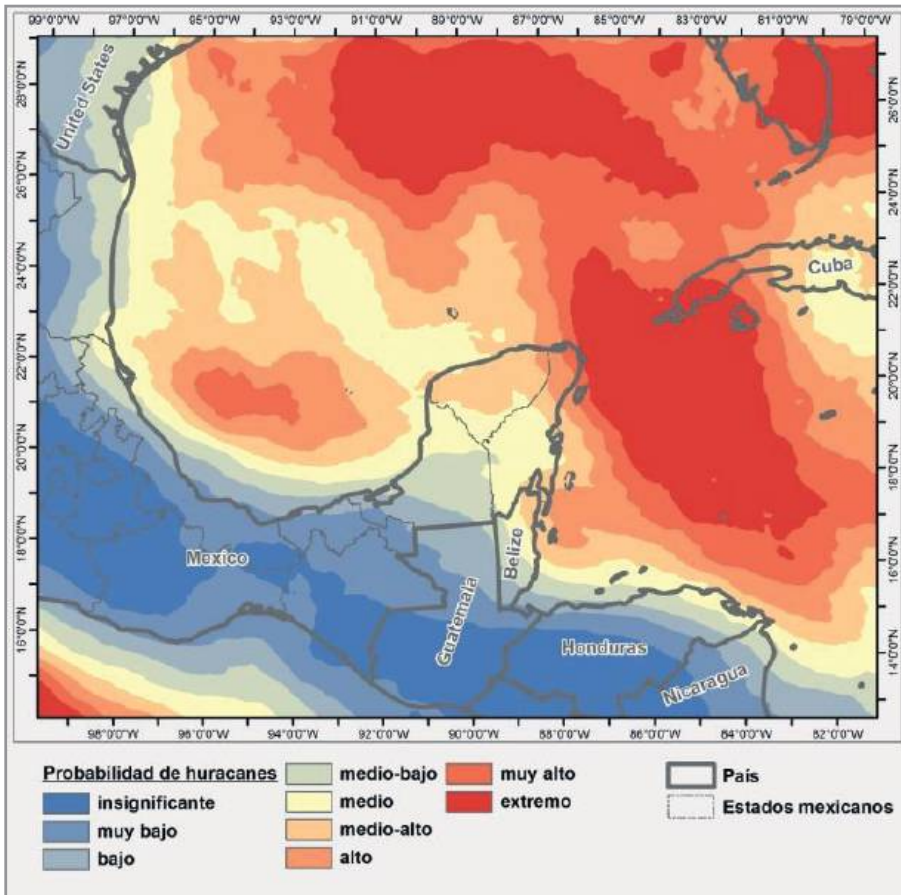 99°0'0"W 97°0'0"W 95°0'0"W 93°0'0"W 91°0'0"W 89°0'0"W 87°0'0"W 85°0'0"W 83°0'0"W 81°0'0"W 79°0'0"W
28°0'0"N
26°0'0"N
24°0'0"N
22°0'0"N
20°0'0"N
18°0'0"N
16°0'0"N
United States
Cuba
Mexico
Belize
Guatemala
Honduras
Nicaragua
26°0'0"N
24°0'0"N
22°0'0"N
20°0'0"N
18°0'0"N
16°0'0"N
14°0'0"N
98°0'0"W 96°0'0"W 94°0'0"W 92°0'0"W 90°0'0"W 88°0'0"W 86°0'0"W 84°0'0"W 82°0'0"W
Probabilidad de huracanes
insignificante
muy bajo
bajo
medio-bajo
medio
medio-alto
alto
muy alto
extremo
País
Estados mexicanos